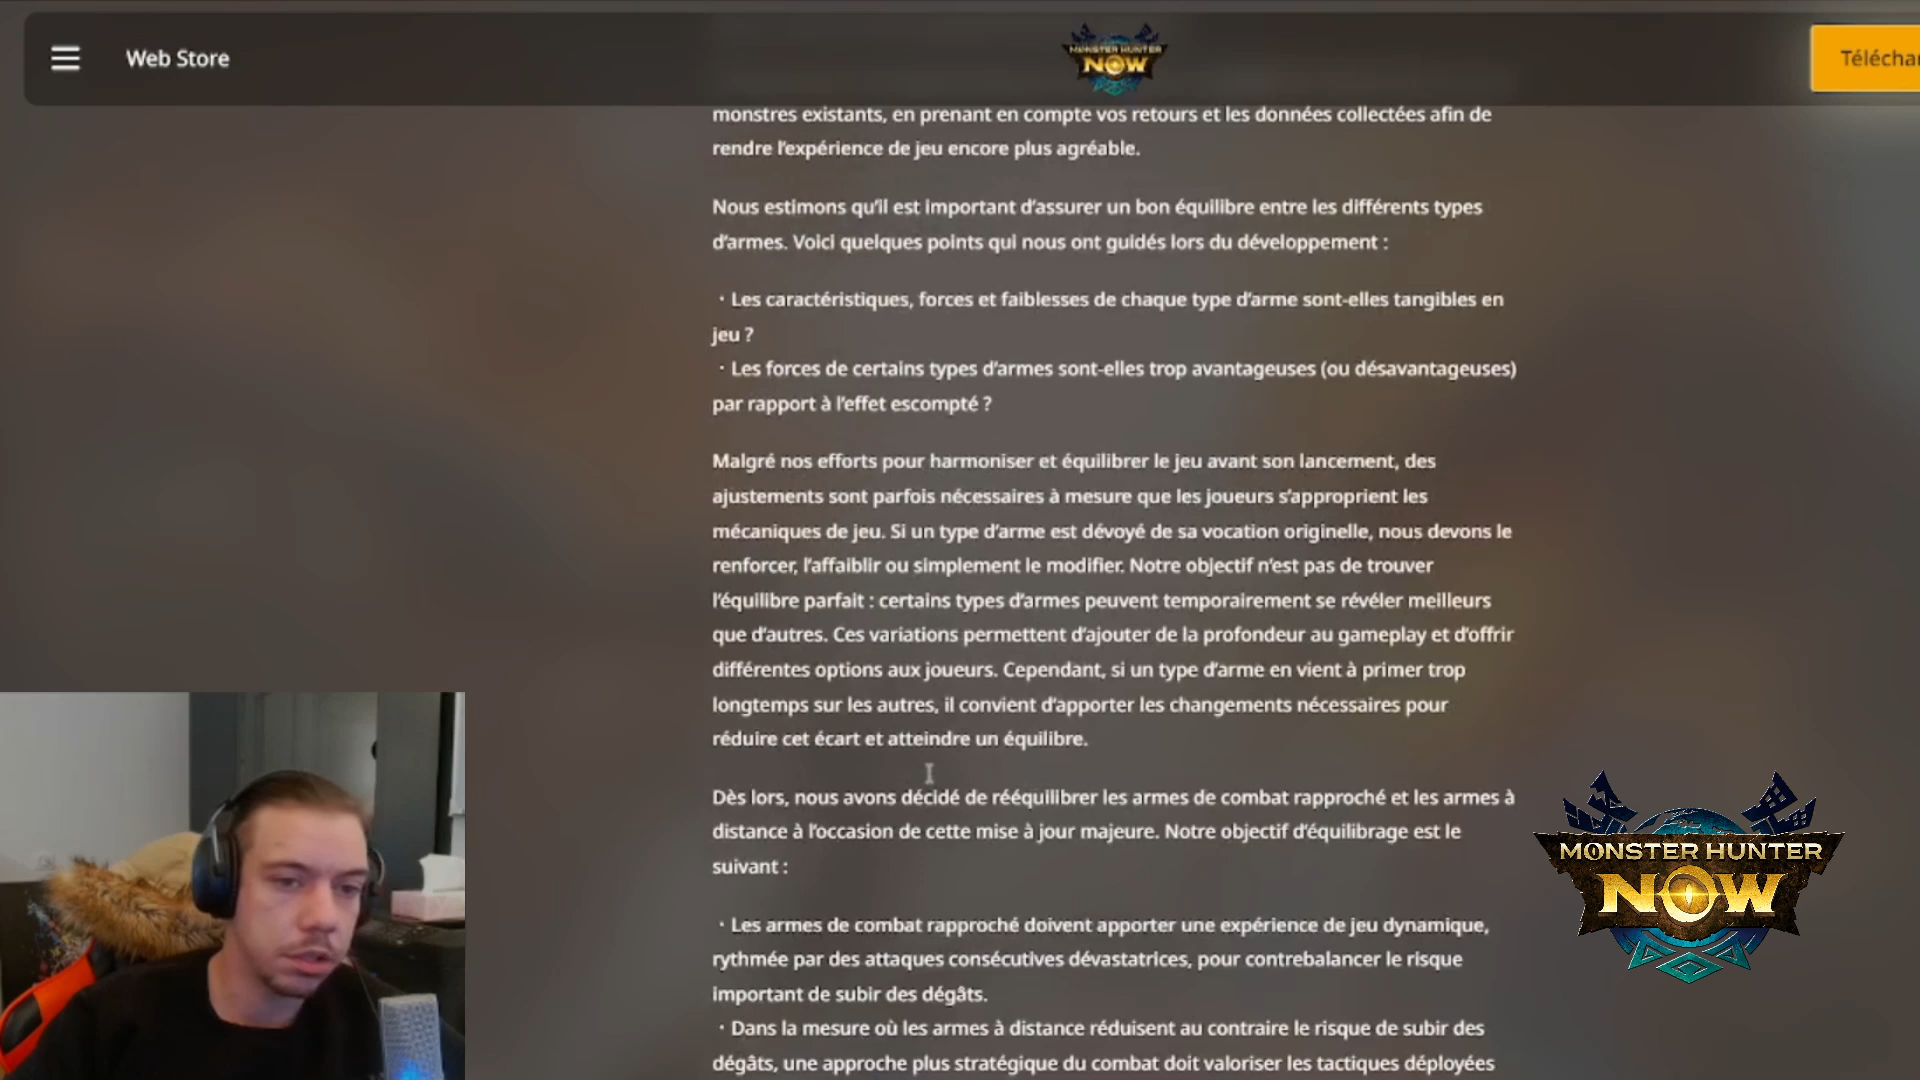 Web Store
MONSTER HUNTER
NOW
Téléchar
monstres existants, en prenant en compte vos retours et les données collectées afin de
rendre l'expérience de jeu encore plus agréable.
Nous estimons qu'il est important d'assurer un bon équilibre entre les différents types
d'armes. Voici quelques points qui nous ont guidés lors du développement :
・Les caractéristiques, forces et faiblesses de chaque type d'arme sont-elles tangibles en
jeu ?
・Les forces de certains types d'armes sont-elles trop avantageuses (ou désavantageuses)
par rapport à l'effet escompté ?
Malgré nos efforts pour harmoniser et équilibrer le jeu avant son lancement, des
ajustements sont parfois nécessaires à mesure que les joueurs s'approprient les
mécaniques de jeu. Si un type d'arme est dévoyé de sa vocation originelle, nous devons le
renforcer, l'affaiblir ou simplement le modifier. Notre objectif n'est pas de trouver
l'équilibre parfait : certains types d'armes peuvent temporairement se révéler meilleurs
que d'autres. Ces variations permettent d'ajouter de la profondeur au gameplay et d'offrir
différentes options aux joueurs. Cependant, si un type d'arme en vient à primer trop
longtemps sur les autres, il convient d'apporter les changements nécessaires pour
réduire cet écart et atteindre un équilibre.
Dès lors, nous avons décidé de rééquilibrer les armes de combat rapproché et les armes à
distance à l'occasion de cette mise à jour majeure. Notre objectif d'équilibrage est le
suivant :
・Les armes de combat rapproché doivent apporter une expérience de jeu dynamique,
rythmée par des attaques consécutives dévastatrices, pour contrebalancer le risque
important de subir des dégâts.
・Dans la mesure où les armes à distance réduisent au contraire le risque de subir des
dégâts, une approche plus stratégique du combat doit valoriser les tactiques déployées
MONSTER HUNTER
NOW